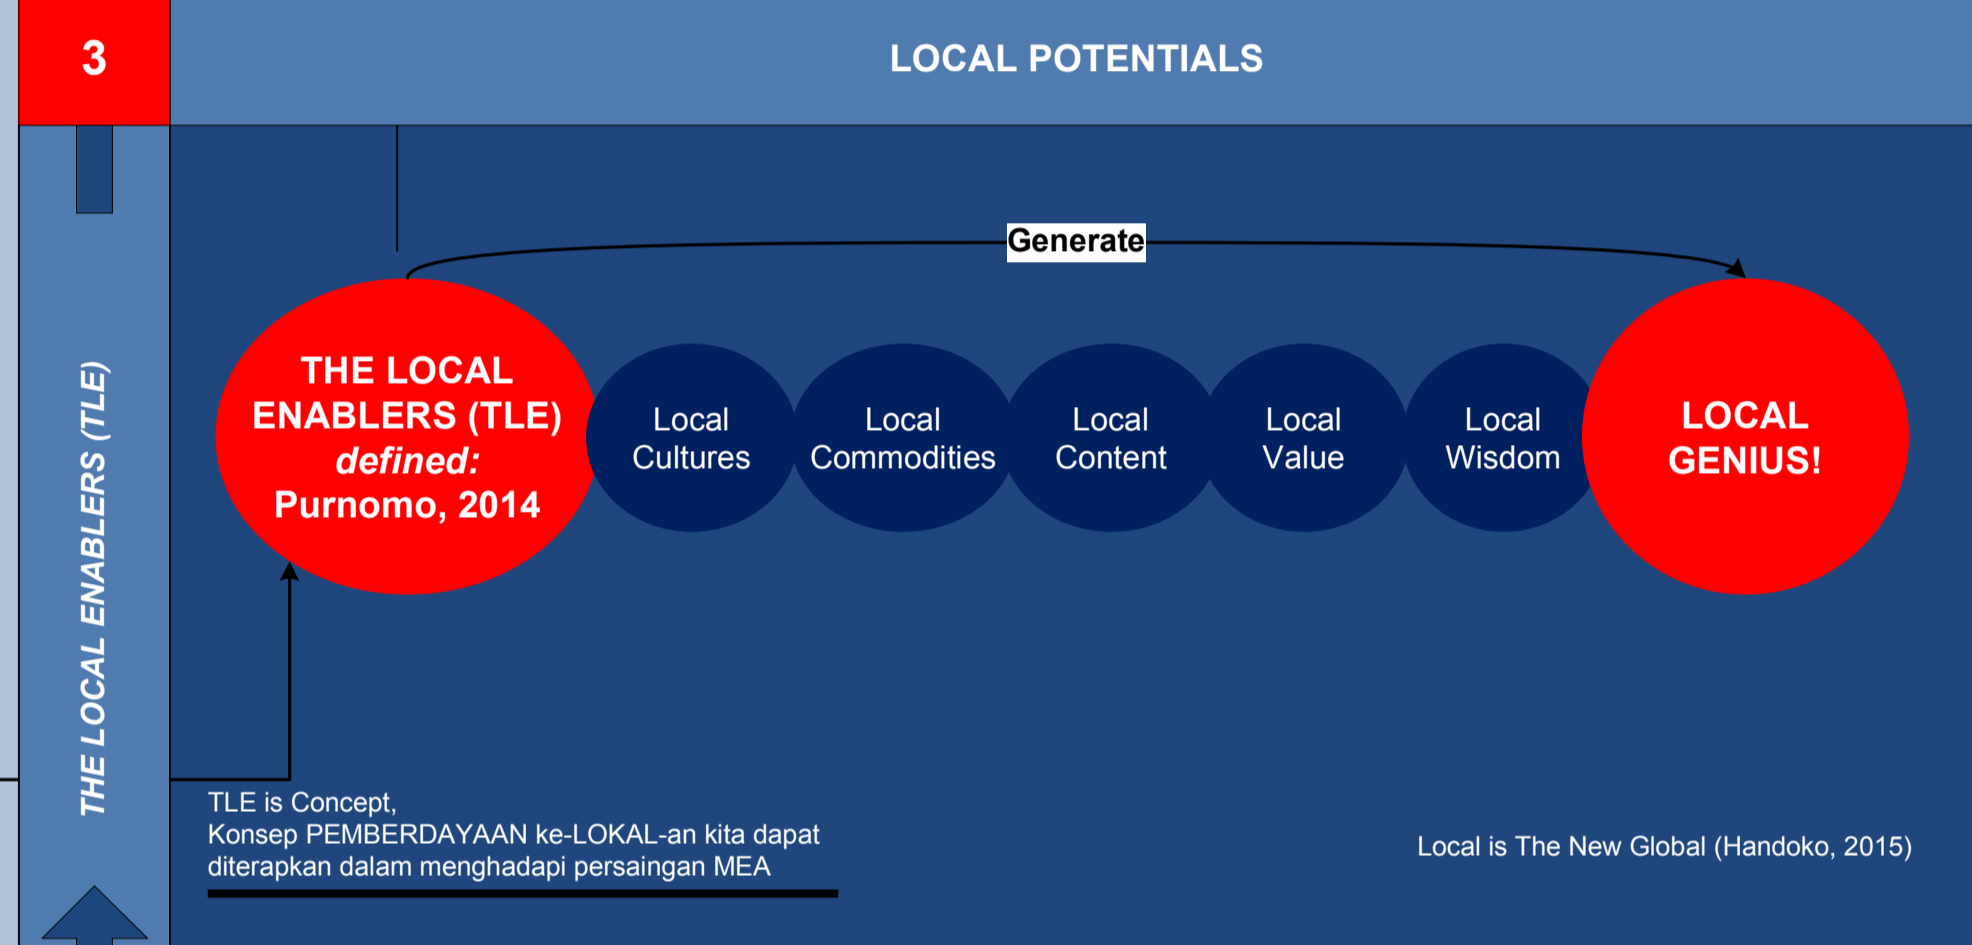 3
LOCAL POTENTIALS
THE LOCAL ENABLERS (TLE)
Generate
THE LOCAL
ENABLERS (TLE)
defined:
Purnomo, 2014
Local
Cultures
Local
Commodities
Local
Content
Local
Value
Local
Wisdom
LOCAL
GENIUS!
TLE is Concept,
Konsep PEMBERDAYAAN ke-LOKAL-an kita dapat
diterapkan dalam menghadapi persaingan MEA
Local is The New Global (Handoko, 2015)